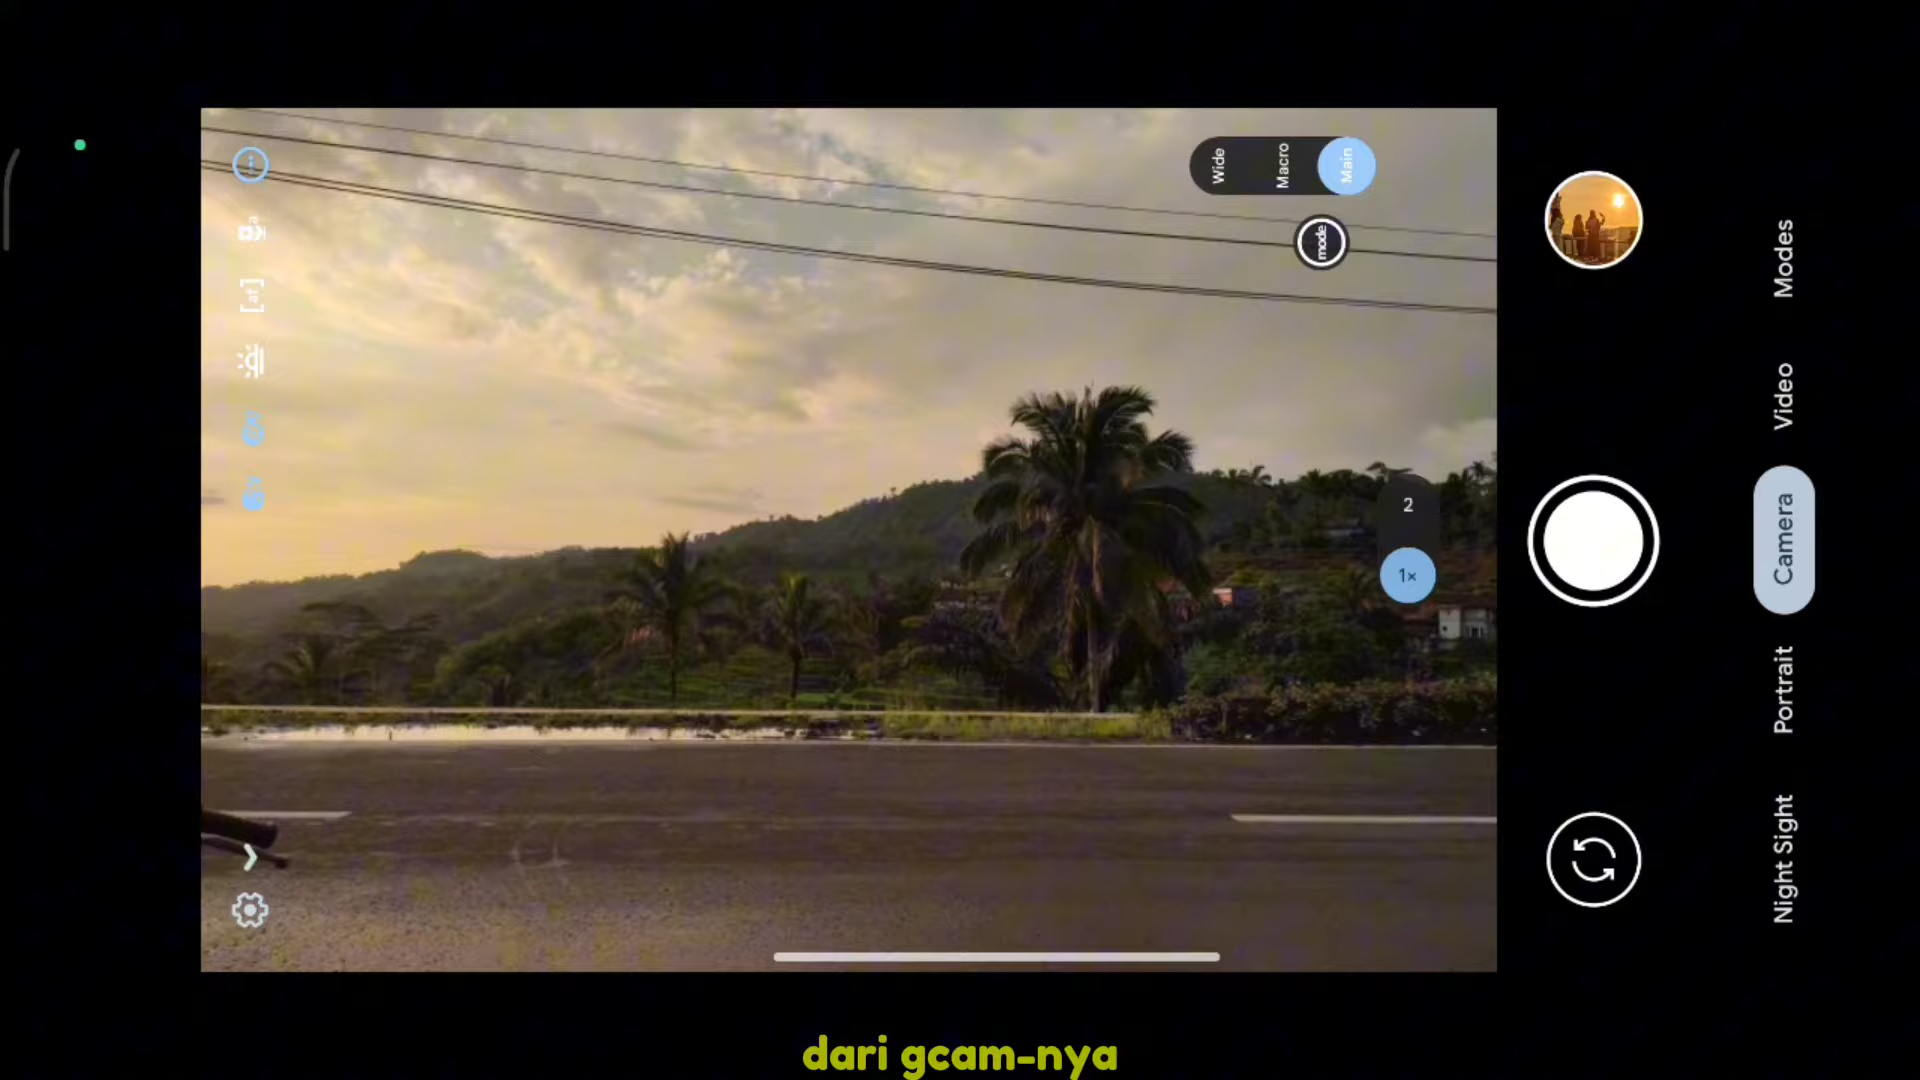 Wide
Macro
Main
mode
2
1×
Modes
Video
Camera
Portrait
Night Sight
dari gcam-nya